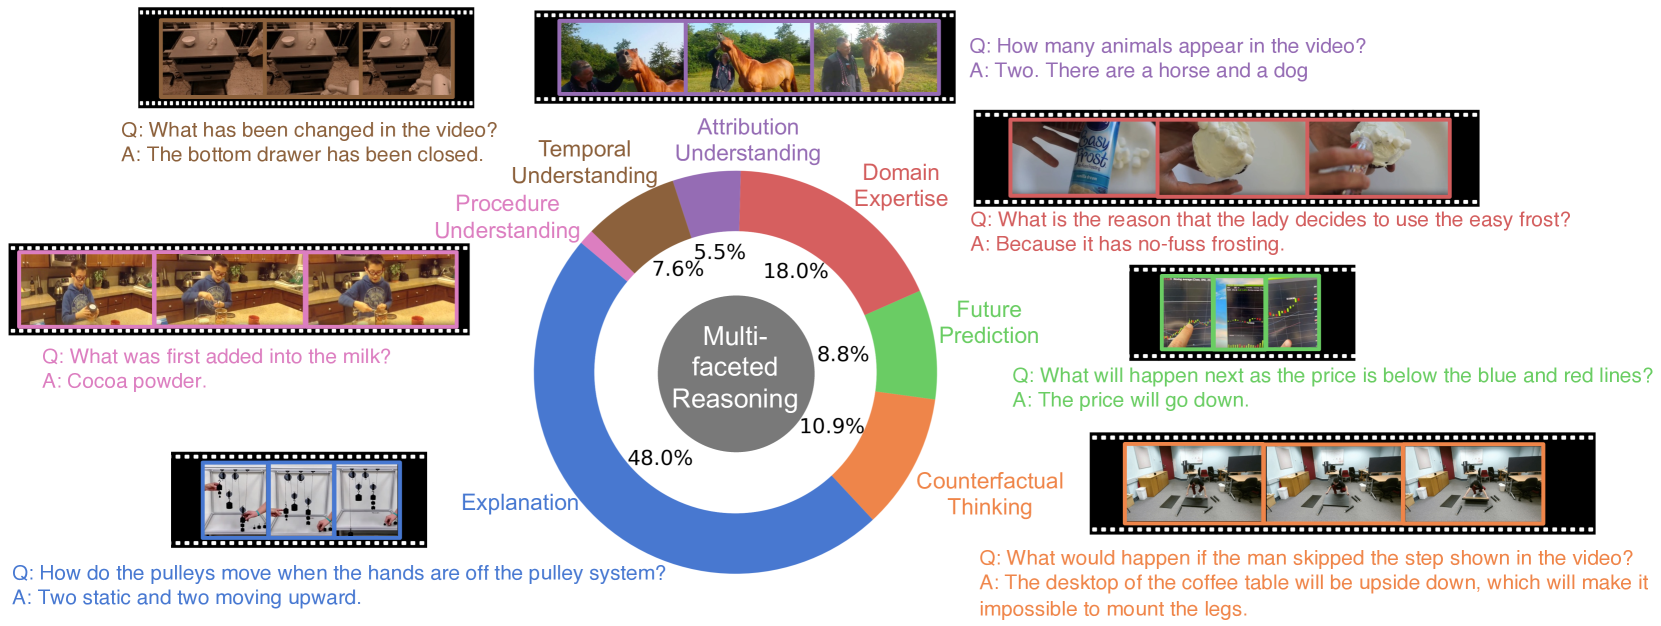 Q: How many animals appear in the video?
A: Two. There are a horse and a dog
Q: What has been changed in the video?
A: The bottom drawer has been closed.
Attribution
Understanding
Temporal
Understanding
Domain
Expertise
Procedure
Understanding
easy
frost
Q: What is the reason that the lady decides to use the easy frost?
A: Because it has no-fuss frosting.
5.5%
7.6%
18.0%
Future
Prediction
8.8%
Multi-
faceted
Reasoning
10.9%
48.0%
Q: What was first added into the milk?
A: Cocoa powder.
Q: What will happen next as the price is below the blue and red lines?
A: The price will go down.
Explanation
Counterfactual
Thinking
Q: How do the pulleys move when the hands are off the pulley system?
A: Two static and two moving upward.
Q: What would happen if the man skipped the step shown in the video?
A: The desktop of the coffee table will be upside down, which will make it
impossible to mount the legs.